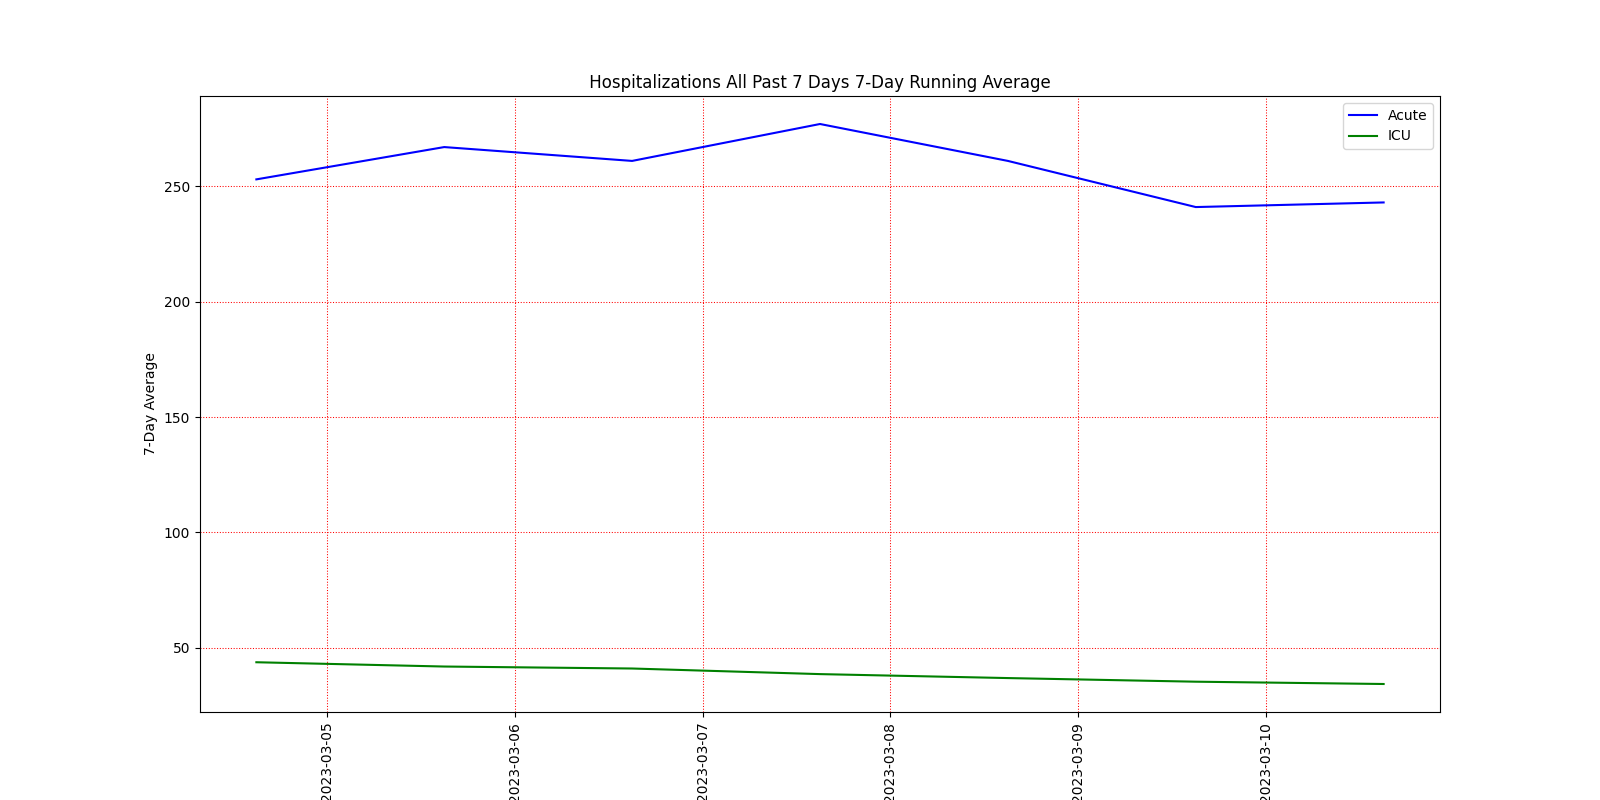 Hospitalizations All Past 7 Days 7-Day Running Average
Acute
ICU
7-Day Average
250
200
150
100
50
2023-03-05
2023-03-06
2023-03-07
2023-03-08
2023-03-09
2023-03-10